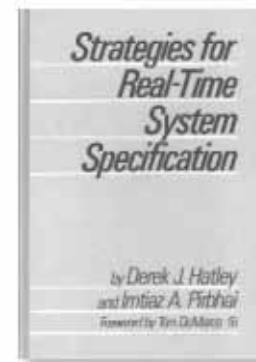 Strategies for
Real-Time
System
Specification
by Derek J. Hatley
and Imtiaz A. Pirbhai
Foreword by Tom DeMarco